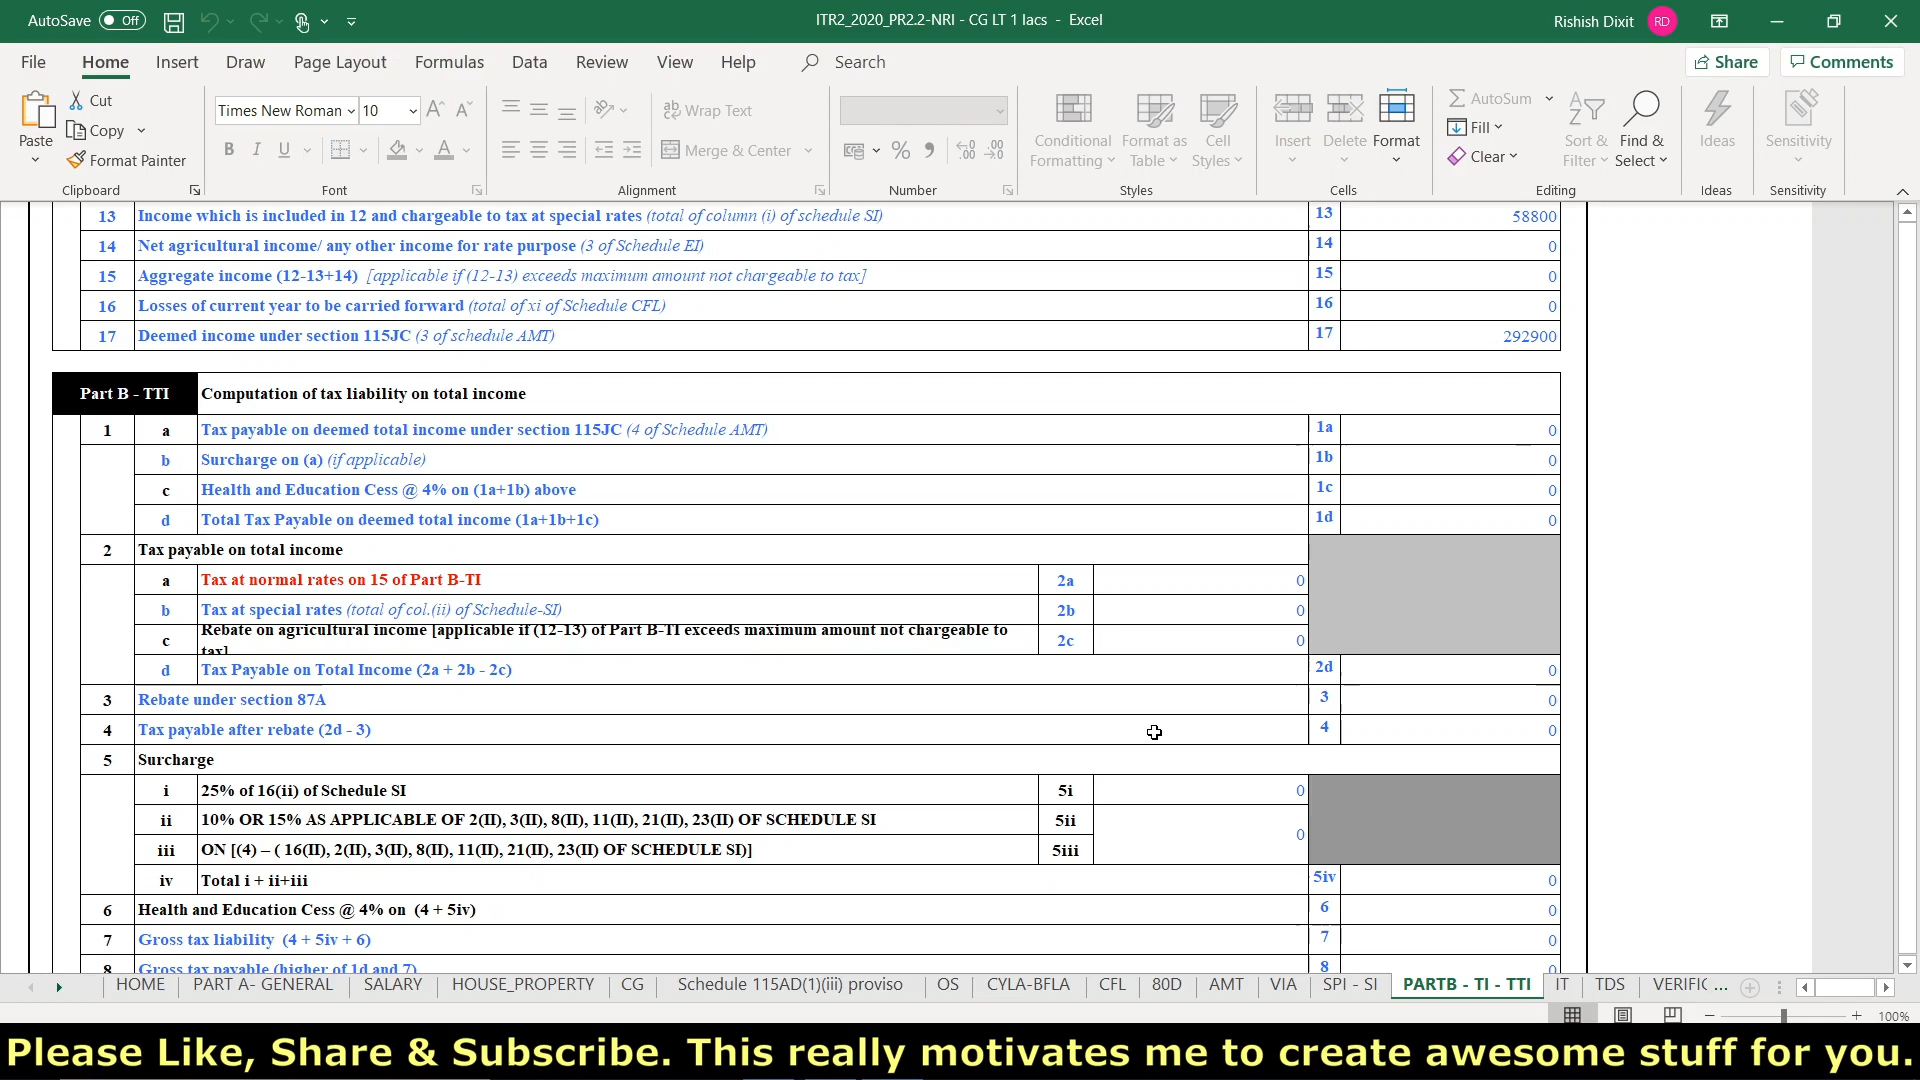 AutoSave Off ITR2_2020_PR2.2-NRI - CG LT 1 lacs - Excel Rishish Dixit RD
File Home Insert Draw Page Layout Formulas Data Review View Help Search Share Comments
Paste Cut Copy Format Painter
Times New Roman 10
B I U A
Wrap Text
Merge & Center
Conditional Formatting Format as Table Cell Styles
Insert Delete Format
AutoSum Fill Clear
Sort & Filter Find & Select Ideas Sensitivity
Clipboard Font Alignment Number Styles Cells Editing Ideas Sensitivity
13 Income which is included in 12 and chargeable to tax at special rates (total of column (i) of schedule SI) 13 58800
14 Net agricultural income/ any other income for rate purpose (3 of Schedule EI) 14 0
15 Aggregate income (12-13+14) [applicable if (12-13) exceeds maximum amount not chargeable to tax] 15 0
16 Losses of current year to be carried forward (total of xi of Schedule CFL) 16 0
17 Deemed income under section 115JC (3 of schedule AMT) 17 292900
Part B - TTI Computation of tax liability on total income
1 a Tax payable on deemed total income under section 115JC (4 of Schedule AMT) 1a 0
b Surcharge on (a) (if applicable) 1b 0
c Health and Education Cess @ 4% on (1a+1b) above 1c 0
d Total Tax Payable on deemed total income (1a+1b+1c) 1d 0
2 Tax payable on total income
a Tax at normal rates on 15 of Part B-TI 2a 0
b Tax at special rates (total of col.(ii) of Schedule-SI) 2b 0
c Rebate on agricultural income [applicable if (12-13) of Part B-TI exceeds maximum amount not chargeable to tax] 2c 0
d Tax Payable on Total Income (2a + 2b - 2c) 2d 0
3 Rebate under section 87A 3 0
4 Tax payable after rebate (2d - 3) 4 0
5 Surcharge
i 25% of 16(ii) of Schedule SI 5i 0
ii 10% OR 15% AS APPLICABLE OF 2(II), 3(II), 8(II), 11(II), 21(II), 23(II) OF SCHEDULE SI 5ii 0
iii ON [(4) – ( 16(II), 2(II), 3(II), 8(II), 11(II), 21(II), 23(II) OF SCHEDULE SI)] 5iii
iv Total i + ii+iii 5iv 0
6 Health and Education Cess @ 4% on (4 + 5iv) 6 0
7 Gross tax liability (4 + 5iv + 6) 7 0
8 Gross tax payable (higher of 1d and 7) 8 0
HOME PART A- GENERAL SALARY HOUSE_PROPERTY CG Schedule 115AD(1)(iii) proviso OS CYLA-BFLA CFL 80D AMT VIA SPI - SI PARTB - TI - TTI IT TDS VERIFIC ...
100%
Please Like, Share & Subscribe. This really motivates me to create awesome stuff for you.